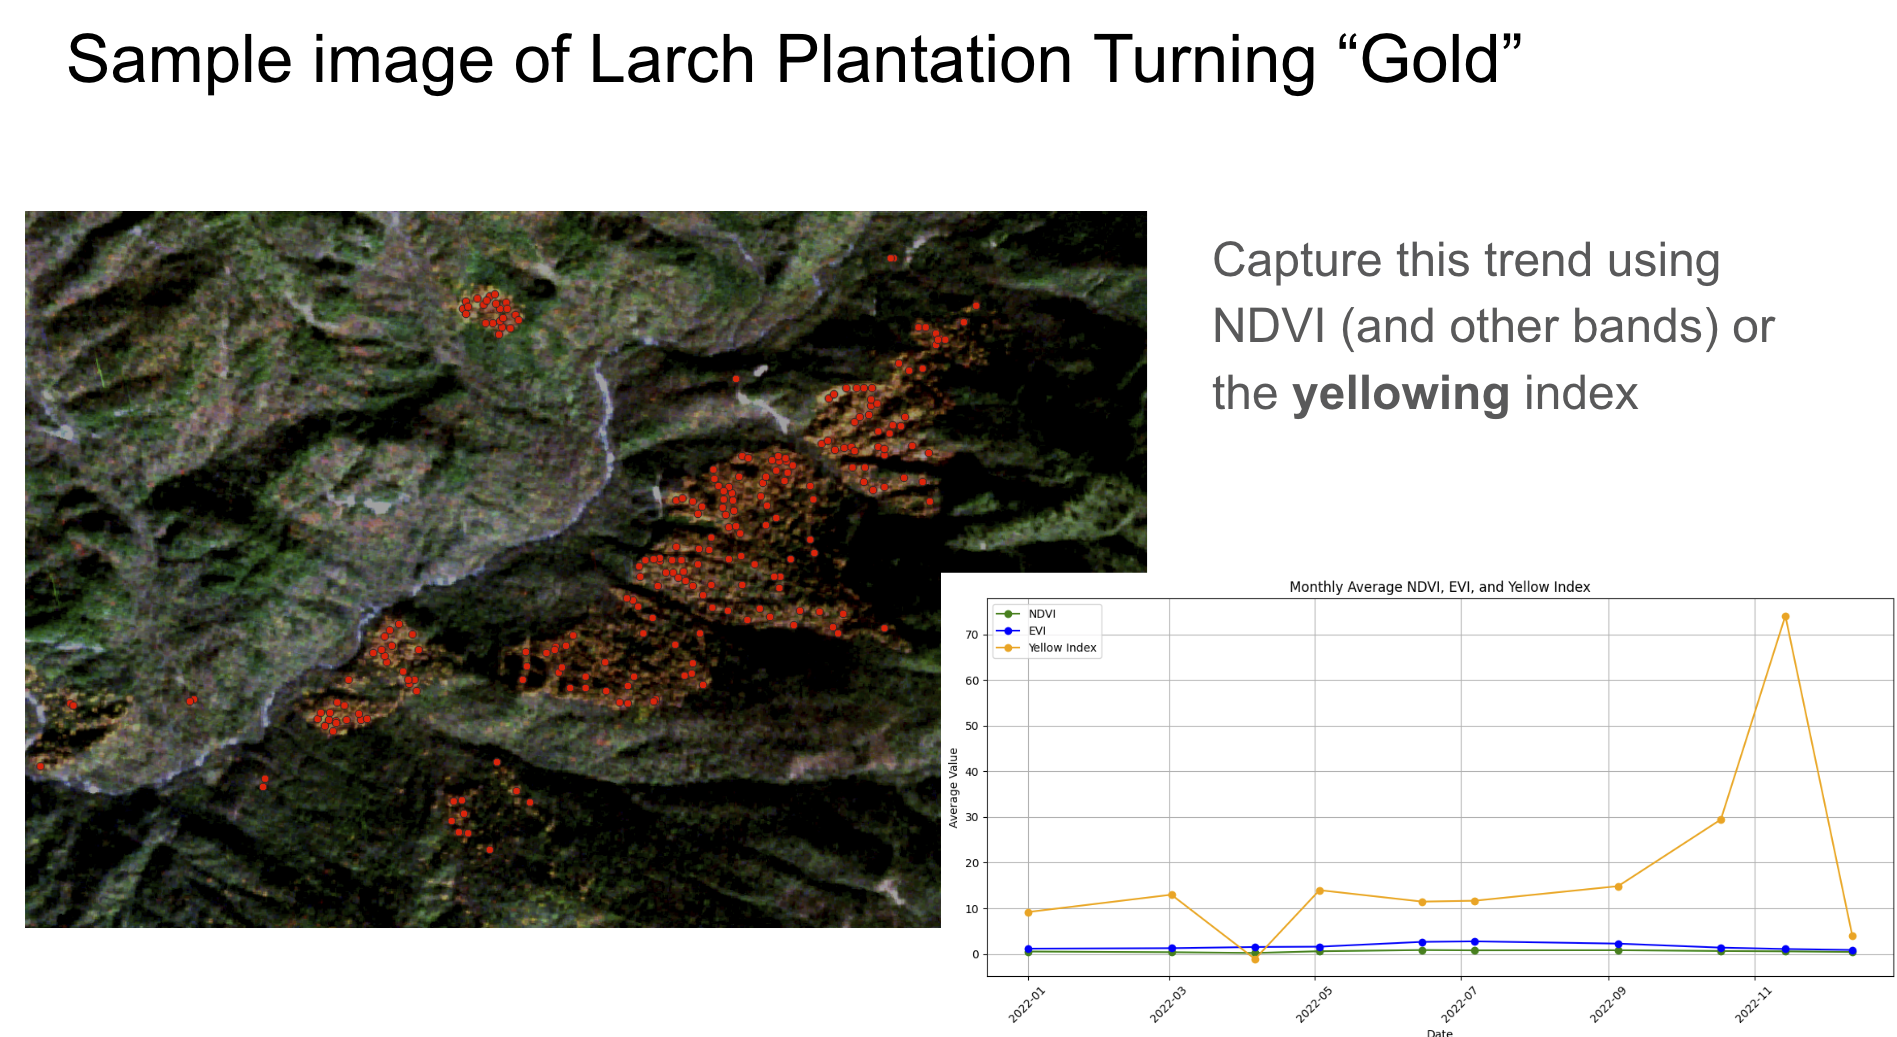 Sample image of Larch Plantation Turning “Gold”
Capture this trend using
NDVI (and other bands) or
the yellowing index
Monthly Average NDVI, EVI, and Yellow Index
NDVI
EVI
Yellow Index
Average Value
70
60
50
40
30
20
10
0
2022-01
2022-03
2022-05
2022-07
2022-09
2022-11
Date